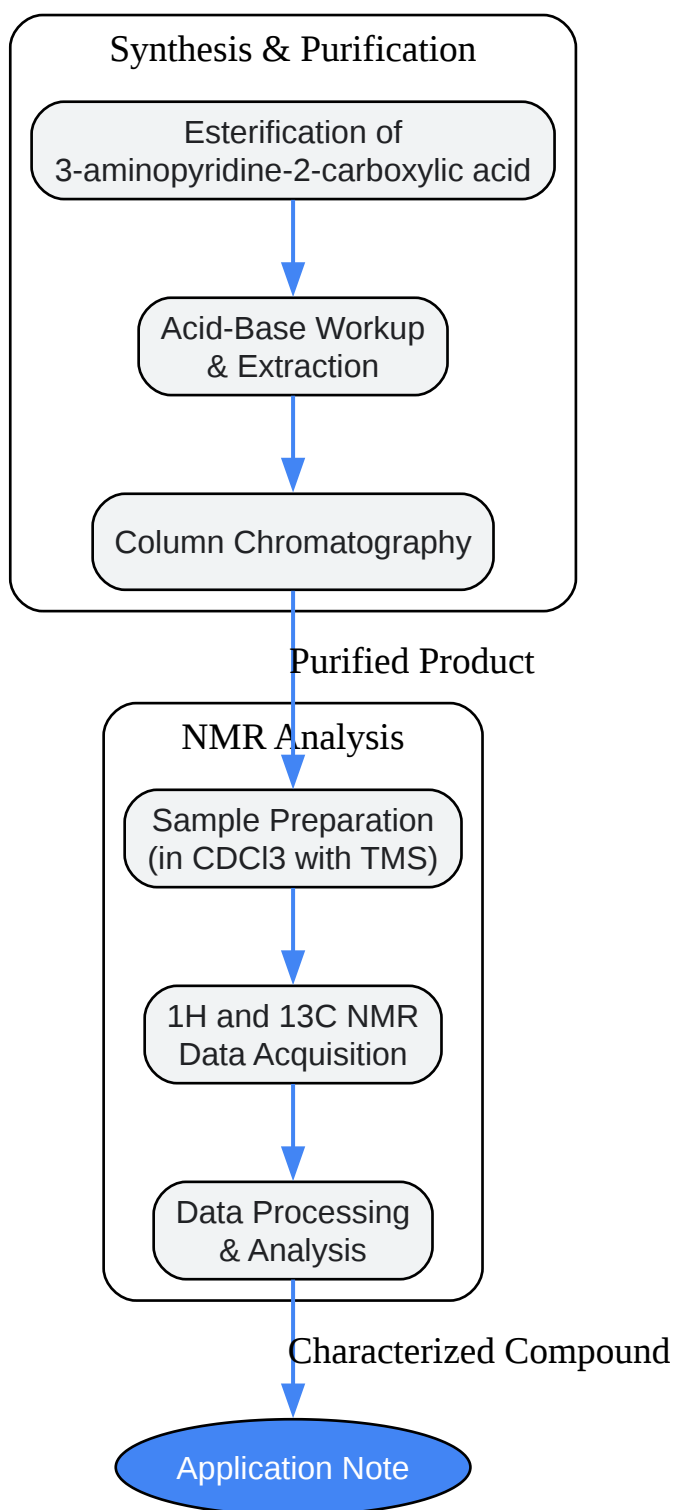 Synthesis & Purification
Esterification of
3-aminopyridine-2-carboxylic acid
Acid-Base Workup
& Extraction
Column Chromatography
Purified Product
NMR Analysis
Sample Preparation
(in CDCl3 with TMS)
1H and 13C NMR
Data Acquisition
Data Processing
& Analysis
Characterized Compound
Application Note